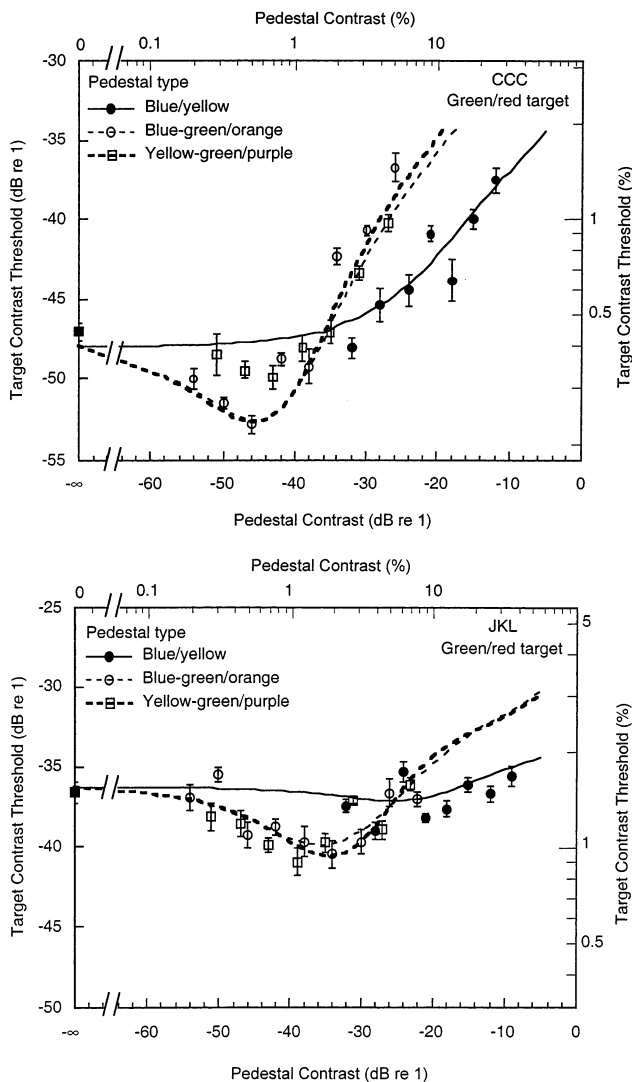 Pedestal Contrast (%)
0 0.1 1 10
-30
-35
-40
-45
-50
-55
Target Contrast Threshold (dB re 1)
Pedestal type
Blue/yellow
Blue-green/orange
Yellow-green/purple
CCC
Green/red target
1
0.5
Target Contrast Threshold (%)
-∞ -60 -50 -40 -30 -20 -10 0
Pedestal Contrast (dB re 1)
Pedestal Contrast (%)
0 0.1 1 10
-25
-30
-35
-40
-45
-50
Target Contrast Threshold (dB re 1)
Pedestal type
Blue/yellow
Blue-green/orange
Yellow-green/purple
JKL
Green/red target
5
1
0.5
Target Contrast Threshold (%)
-∞ -60 -50 -40 -30 -20 -10 0
Pedestal Contrast (dB re 1)